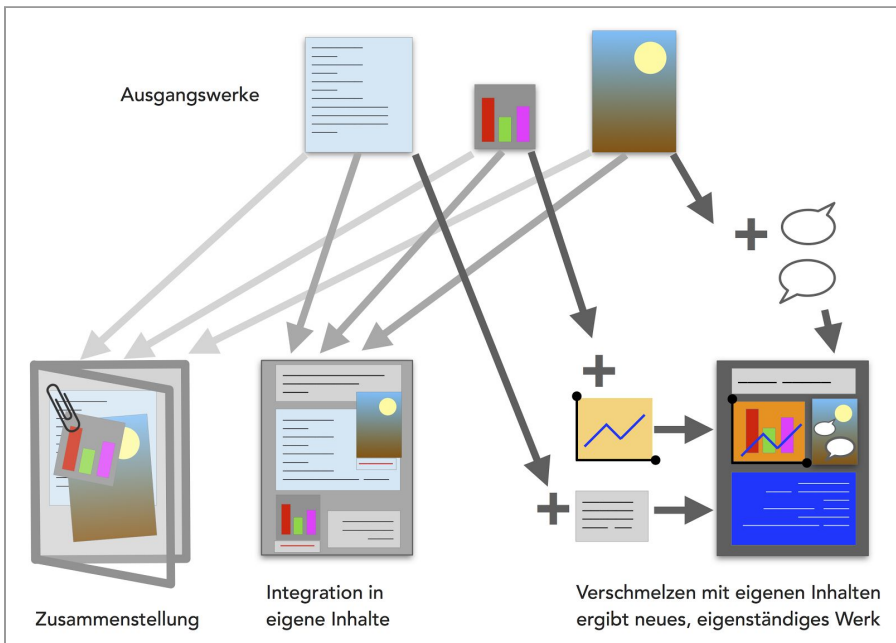 Ausgangswerke
Zusammenstellung
Integration in
eigene Inhalte
Verschmelzen mit eigenen Inhalten
ergibt neues, eigenständiges Werk